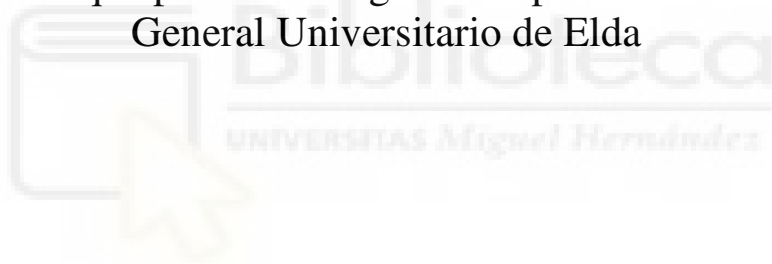 General Universitario de Elda
Biblioteca
UNIVERSITAS Miguel Hernández